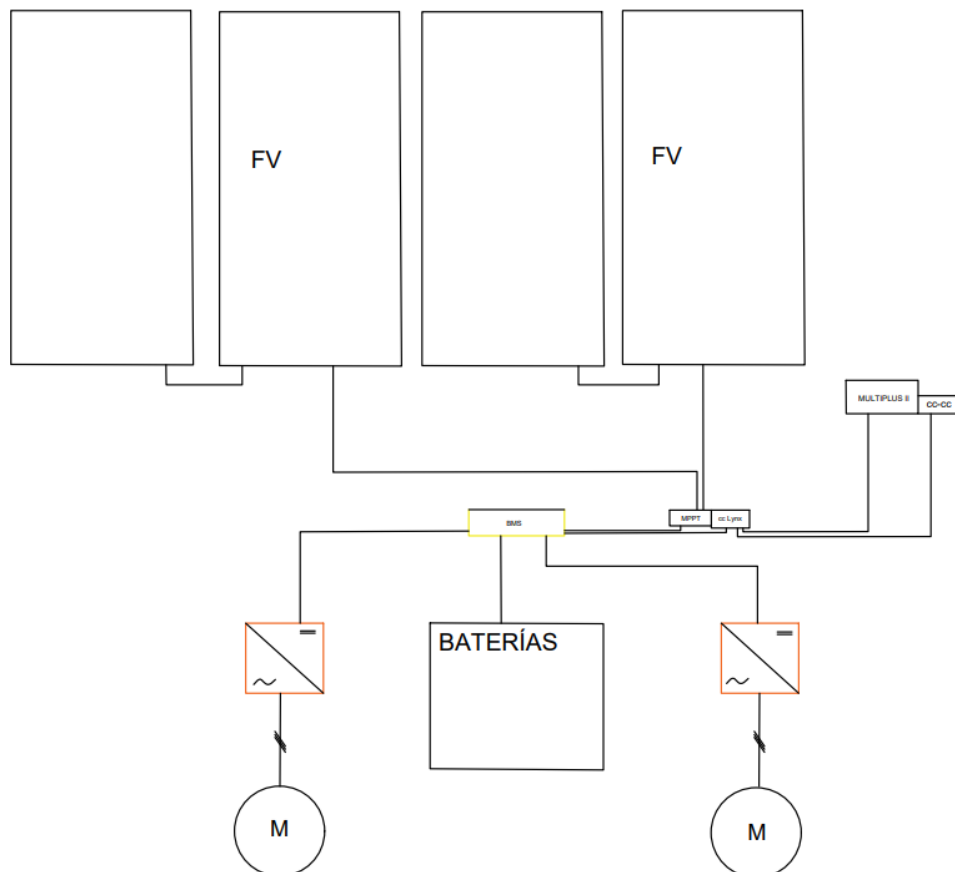 FV
FV
MULTIPLUS II
CC-CC
BMS
MPPT
cc Lynx
BATERÍAS
M
M